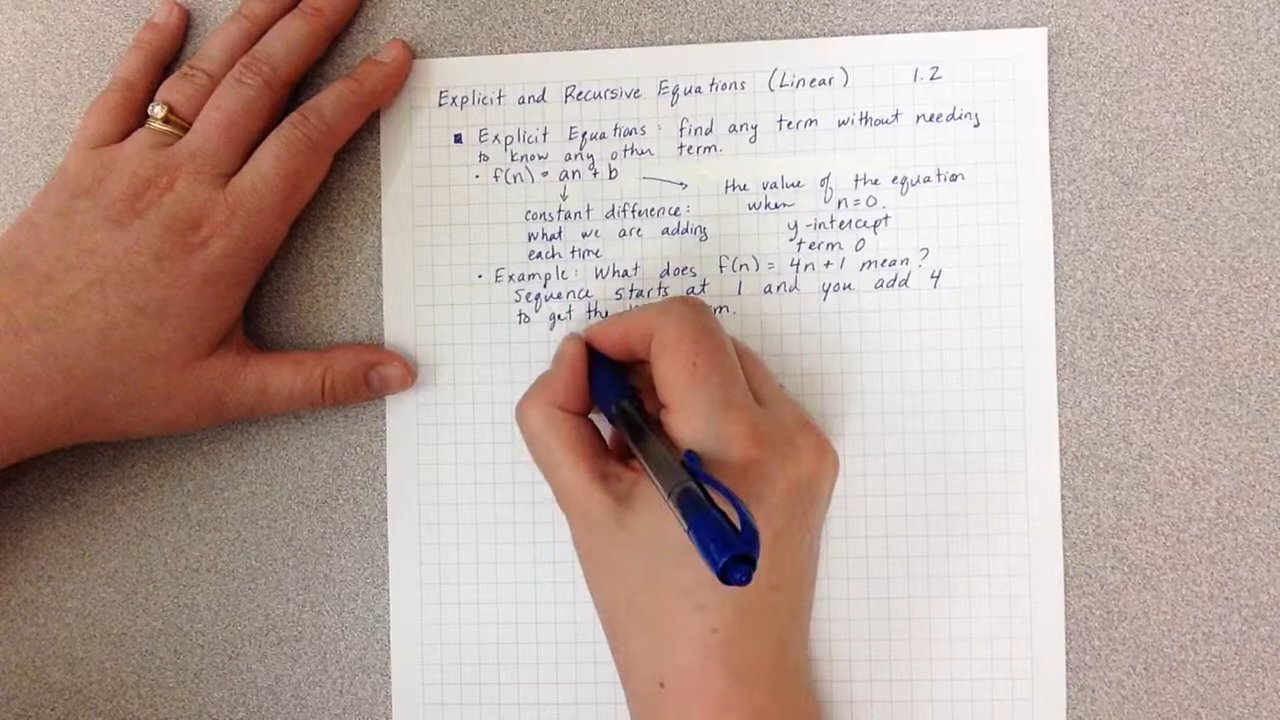 Explicit and Recursive Equations (Linear) 1.2
Explicit Equations: find any term without needing
to know any other term.
• f(n) = an + b
the value of the equation
when n=0.
y-intercept
term 0
constant difference:
what we are adding
each time
• Example: What does f(n) = 4n+1 mean?
Sequence starts at 1 and you add 4
to get the